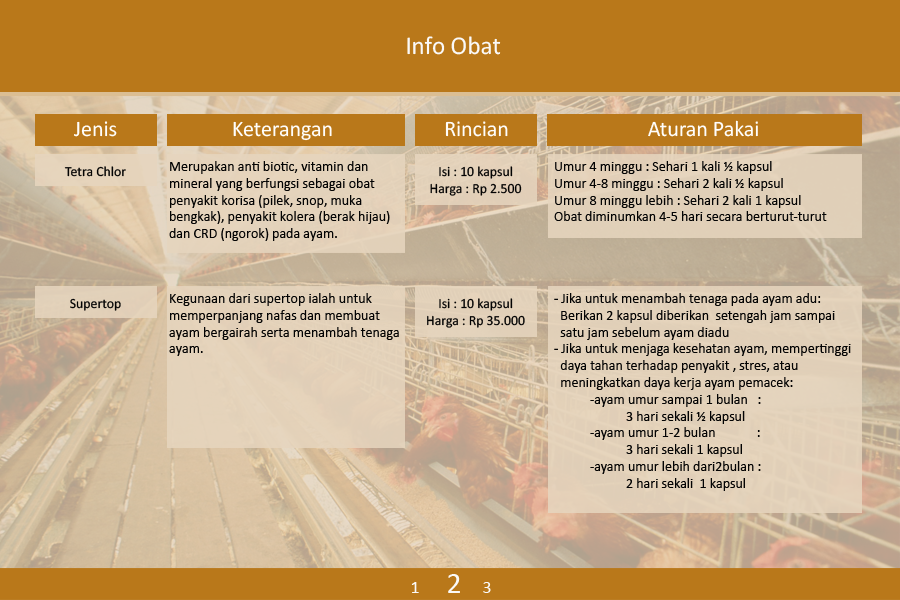 Info Obat
Jenis
Keterangan
Rincian
Aturan Pakai
Tetra Chlor
Merupakan anti biotic, vitamin dan
mineral yang berfungsi sebagai obat
penyakit korisa (pilek, snop, muka
bengkak), penyakit kolera (berak hijau)
dan CRD (ngorok) pada ayam.
Isi : 10 kapsul
Harga : Rp 2.500
Umur 4 minggu : Sehari 1 kali ½ kapsul
Umur 4-8 minggu : Sehari 2 kali ½ kapsul
Umur 8 minggu lebih : Sehari 2 kali 1 kapsul
Obat diminumkan 4-5 hari secara berturut-turut
Supertop
Kegunaan dari supertop ialah untuk
memperpanjang nafas dan membuat
ayam bergairah serta menambah tenaga
ayam.
Isi : 10 kapsul
Harga : Rp 35.000
- Jika untuk menambah tenaga pada ayam adu:
Berikan 2 kapsul diberikan  setengah jam sampai
satu jam sebelum ayam diadu
- Jika untuk menjaga kesehatan ayam, mempertinggi
daya tahan terhadap penyakit , stres, atau
meningkatkan daya kerja ayam pemacek:
-ayam umur sampai 1 bulan  :
3 hari sekali ½ kapsul
-ayam umur 1-2 bulan  :
3 hari sekali 1 kapsul
-ayam umur lebih dari2bulan :
2 hari sekali  1 kapsul
1 2 3